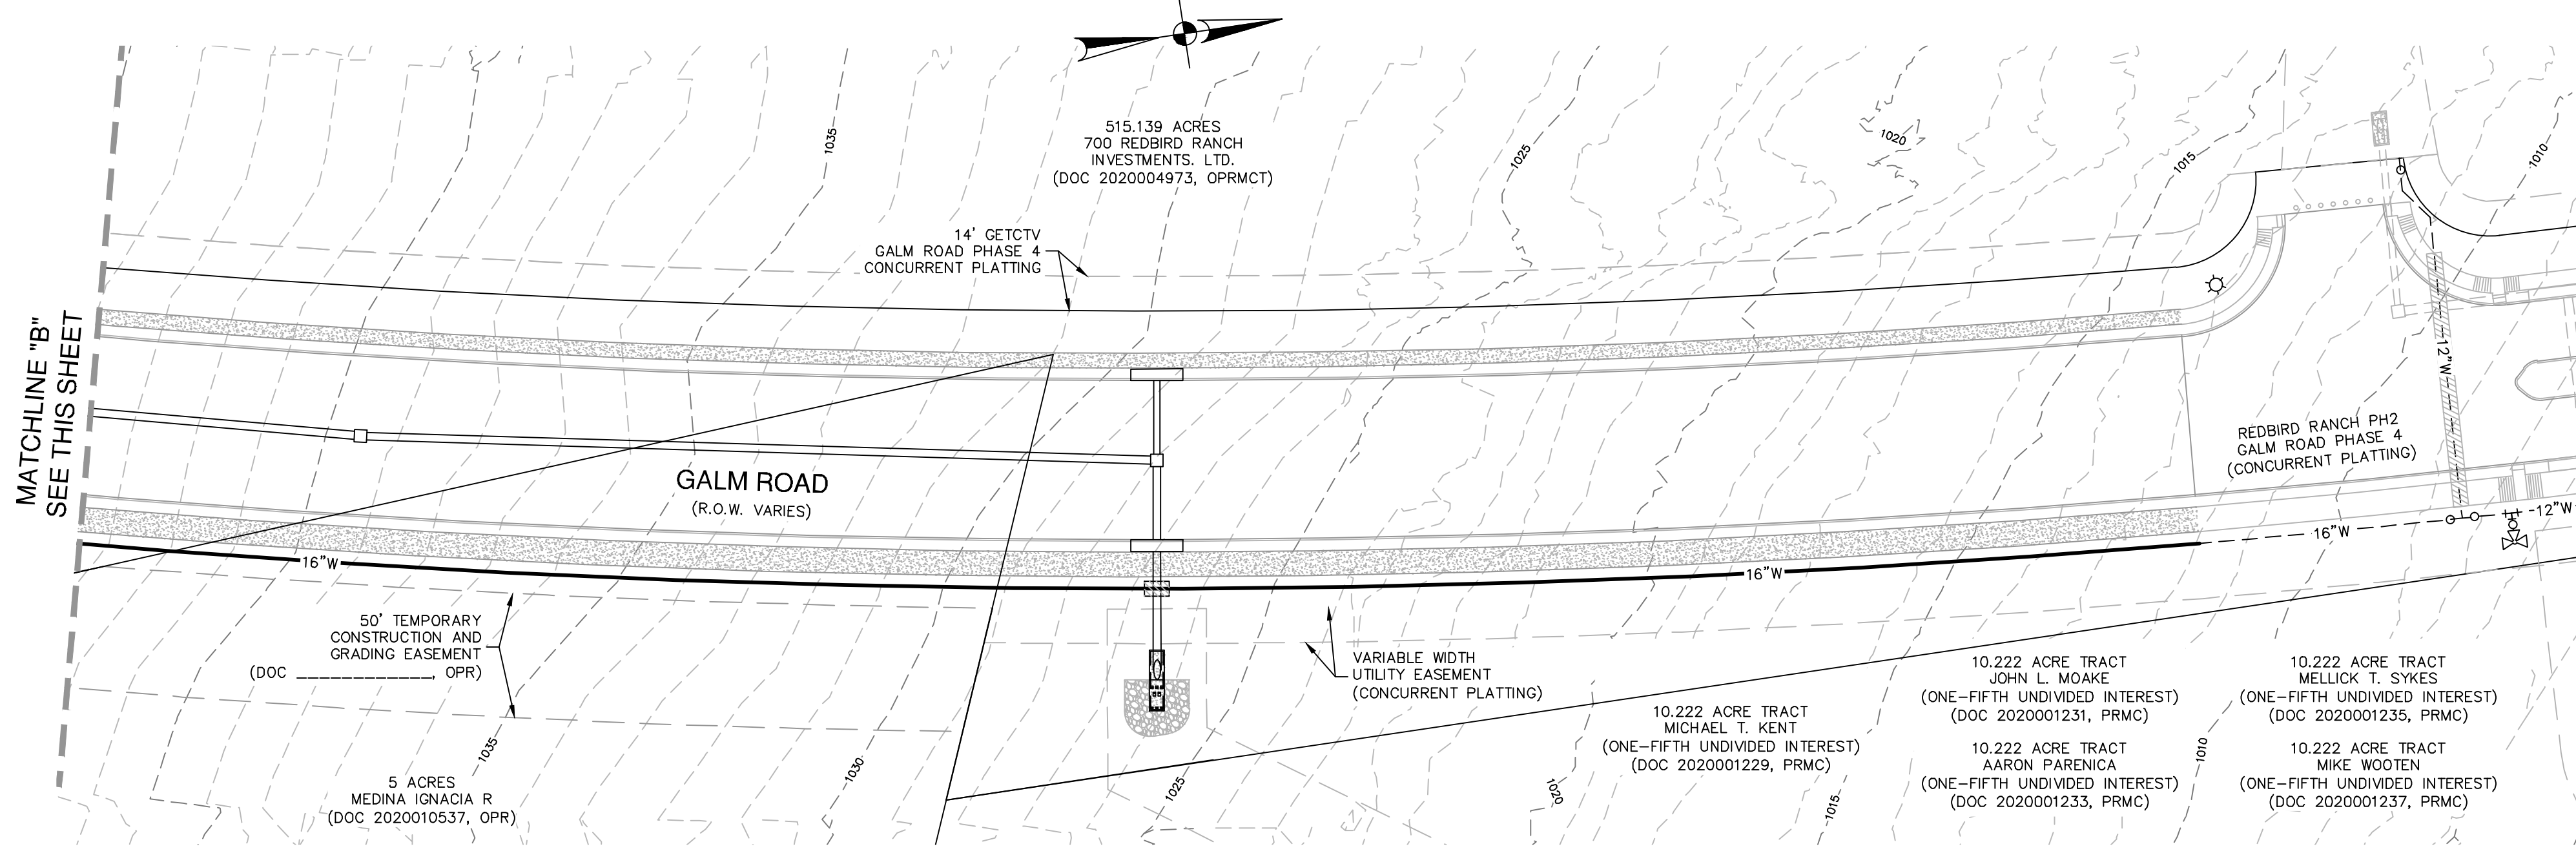 MATCHLINE "B"
SEE THIS SHEET
1035
515.139 ACRES
700 REDBIRD RANCH
INVESTMENTS. LTD.
(DOC 2020004973, OPRMCT)
1025
1020
1015
1010
14' GETCTV
GALM ROAD PHASE 4
CONCURRENT PLATTING
12"W
REDBIRD RANCH PH2
GALM ROAD PHASE 4
(CONCURRENT PLATTING)
GALM ROAD
(R.O.W. VARIES)
16"W
16"W
16"W
12"W
50' TEMPORARY
CONSTRUCTION AND
GRADING EASEMENT
(DOC ____________, OPR)
VARIABLE WIDTH
UTILITY EASEMENT
(CONCURRENT PLATTING)
1035
1030
1025
1020
1015
1010
5 ACRES
MEDINA IGNACIA R
(DOC 2020010537, OPR)
10.222 ACRE TRACT
MICHAEL T. KENT
(ONE-FIFTH UNDIVIDED INTEREST)
(DOC 2020001229, PRMC)
10.222 ACRE TRACT
JOHN L. MOAKE
(ONE-FIFTH UNDIVIDED INTEREST)
(DOC 2020001231, PRMC)
10.222 ACRE TRACT
AARON PARENICA
(ONE-FIFTH UNDIVIDED INTEREST)
(DOC 2020001233, PRMC)
10.222 ACRE TRACT
MELLICK T. SYKES
(ONE-FIFTH UNDIVIDED INTEREST)
(DOC 2020001235, PRMC)
10.222 ACRE TRACT
MIKE WOOTEN
(ONE-FIFTH UNDIVIDED INTEREST)
(DOC 2020001237, PRMC)